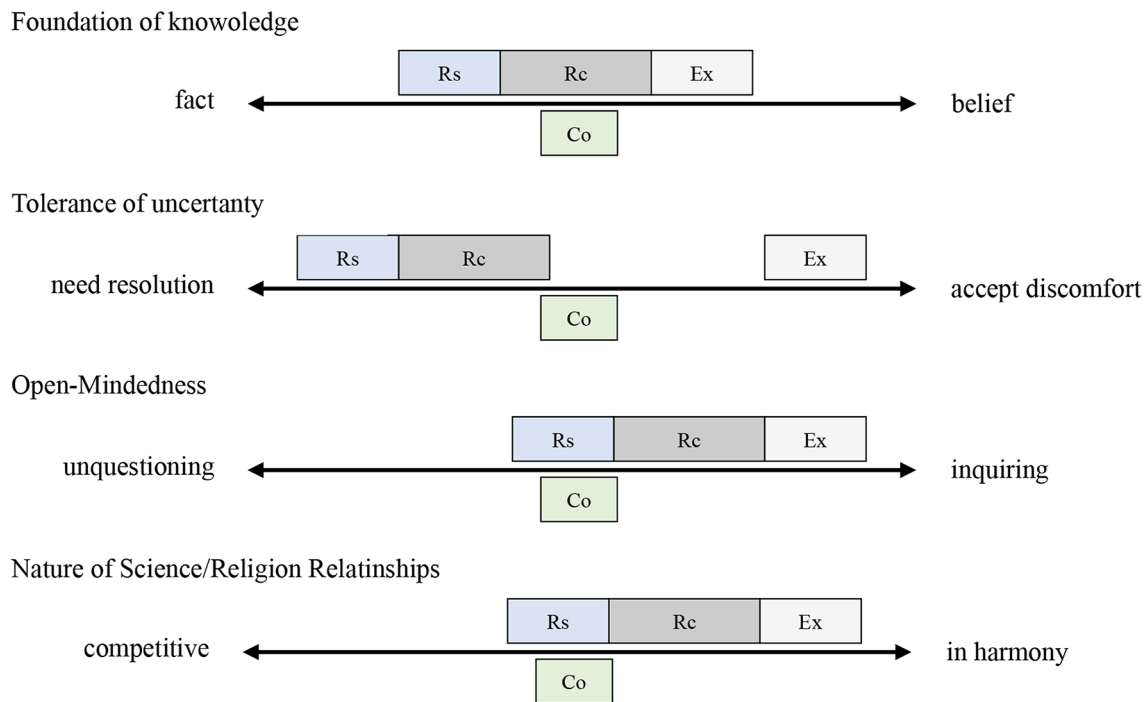 Foundation of knowoledge
Rs Rc Ex
fact belief
Co
Tolerance of uncertanty
Rs Rc Ex
need resolution accept discomfort
Co
Open-Mindedness
Rs Rc Ex
unquestioning inquiring
Co
Nature of Science/Religion Relatinships
Rs Rc Ex
competitive in harmony
Co